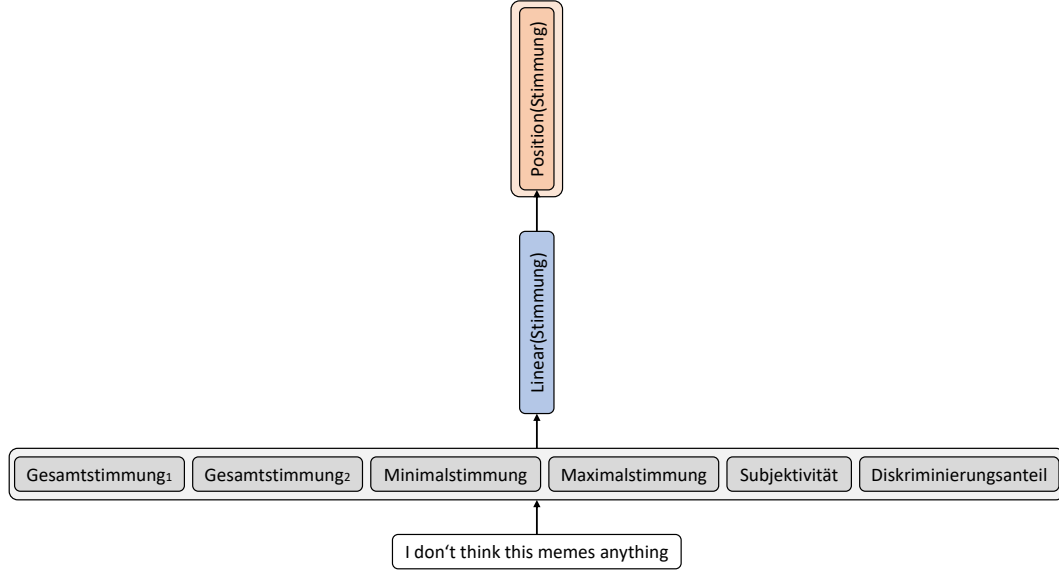 Position(Stimmung)
Linear(Stimmung)
Gesamtstimmung₁ Gesamtstimmung₂ Minimalstimmung Maximalstimmung Subjektivität Diskriminierungsanteil
I don‘t think this memes anything